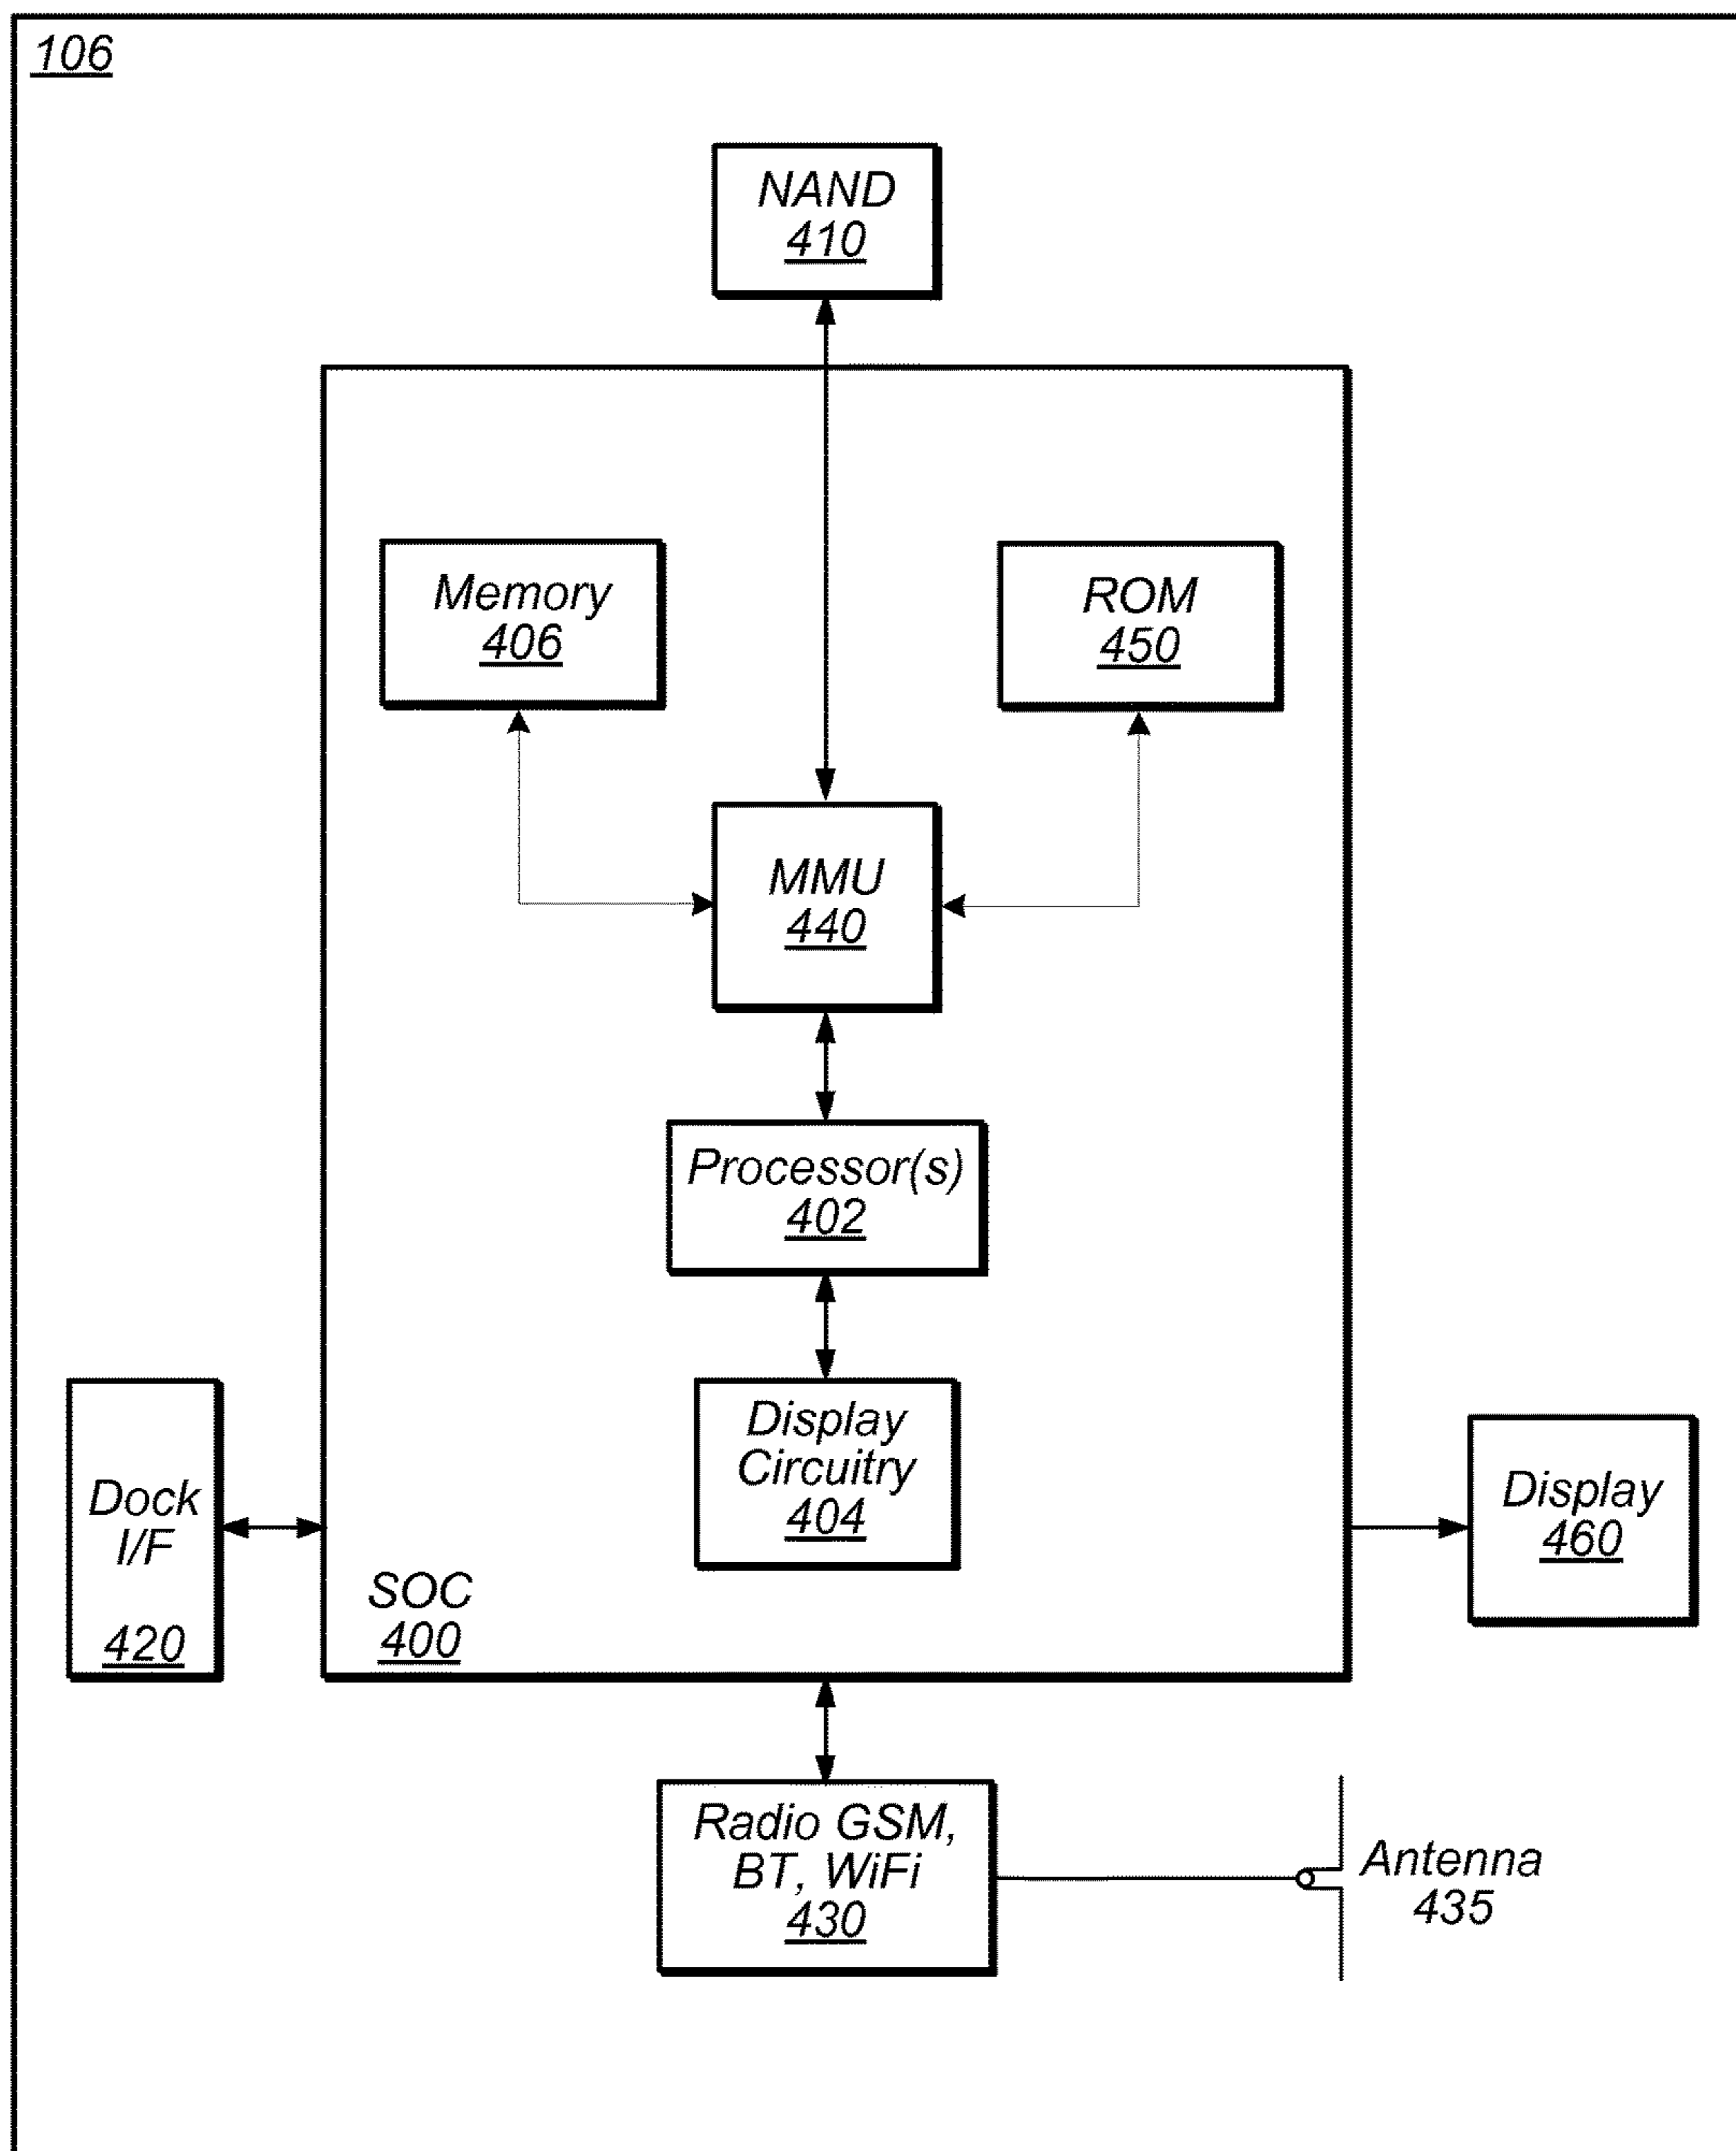 106
NAND
410
Memory
406
ROM
450
MMU
440
Processor(s)
402
Display
Circuitry
404
Dock
I/F
420
SOC
400
Display
460
Radio GSM,
BT, WiFi
430
Antenna
435